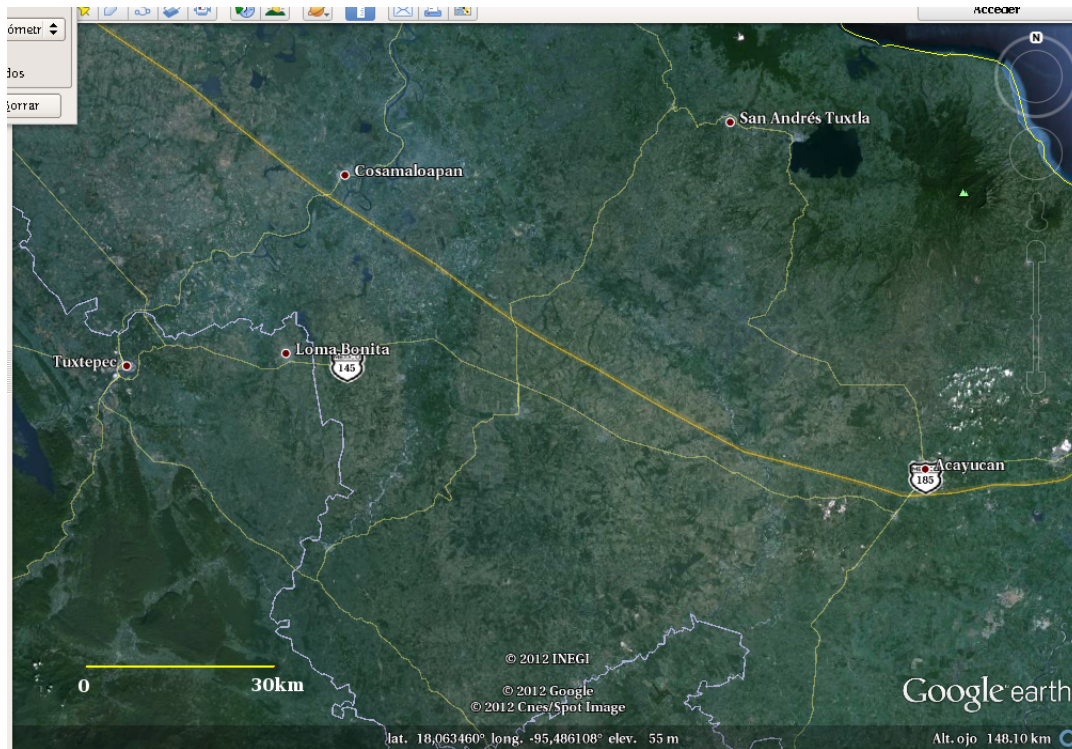 Acceder
ómetr
dos
Borrar
N
San Andrés Tuxtla
Cosamaloapan
Loma Bonita
Tuxtepec
145
Acayucan
185
© 2012 INEGI
0 30km
© 2012 Google
© 2012 Cnes/Spot Image
Google earth
lat. 18,063460° long. -95,486108° elev. 55 m
Alt. ojo 148.10 km